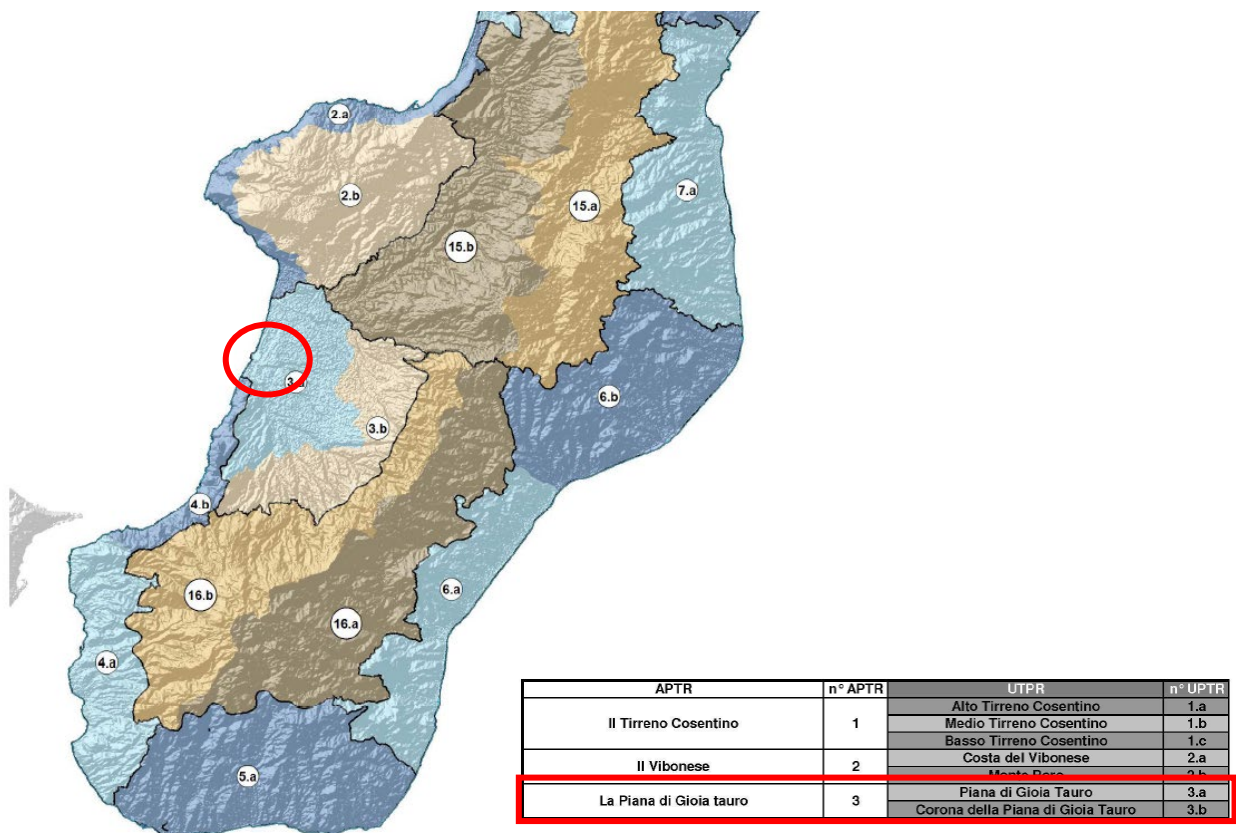 2.a
2.b
7.a
15.a
15.b
6.b
3.b
4.b
6.a
16.b
16.a
4.a
5.a
APTR n° APTR UTPR n° UPTR
Il Tirreno Cosentino 1 Alto Tirreno Cosentino 1.a
Medio Tirreno Cosentino 1.b
Basso Tirreno Cosentino 1.c
Il Vibonese 2 Costa del Vibonese 2.a
La Piana di Gioia tauro 3 Piana di Gioia Tauro 3.a
Corona della Piana di Gioia Tauro 3.b